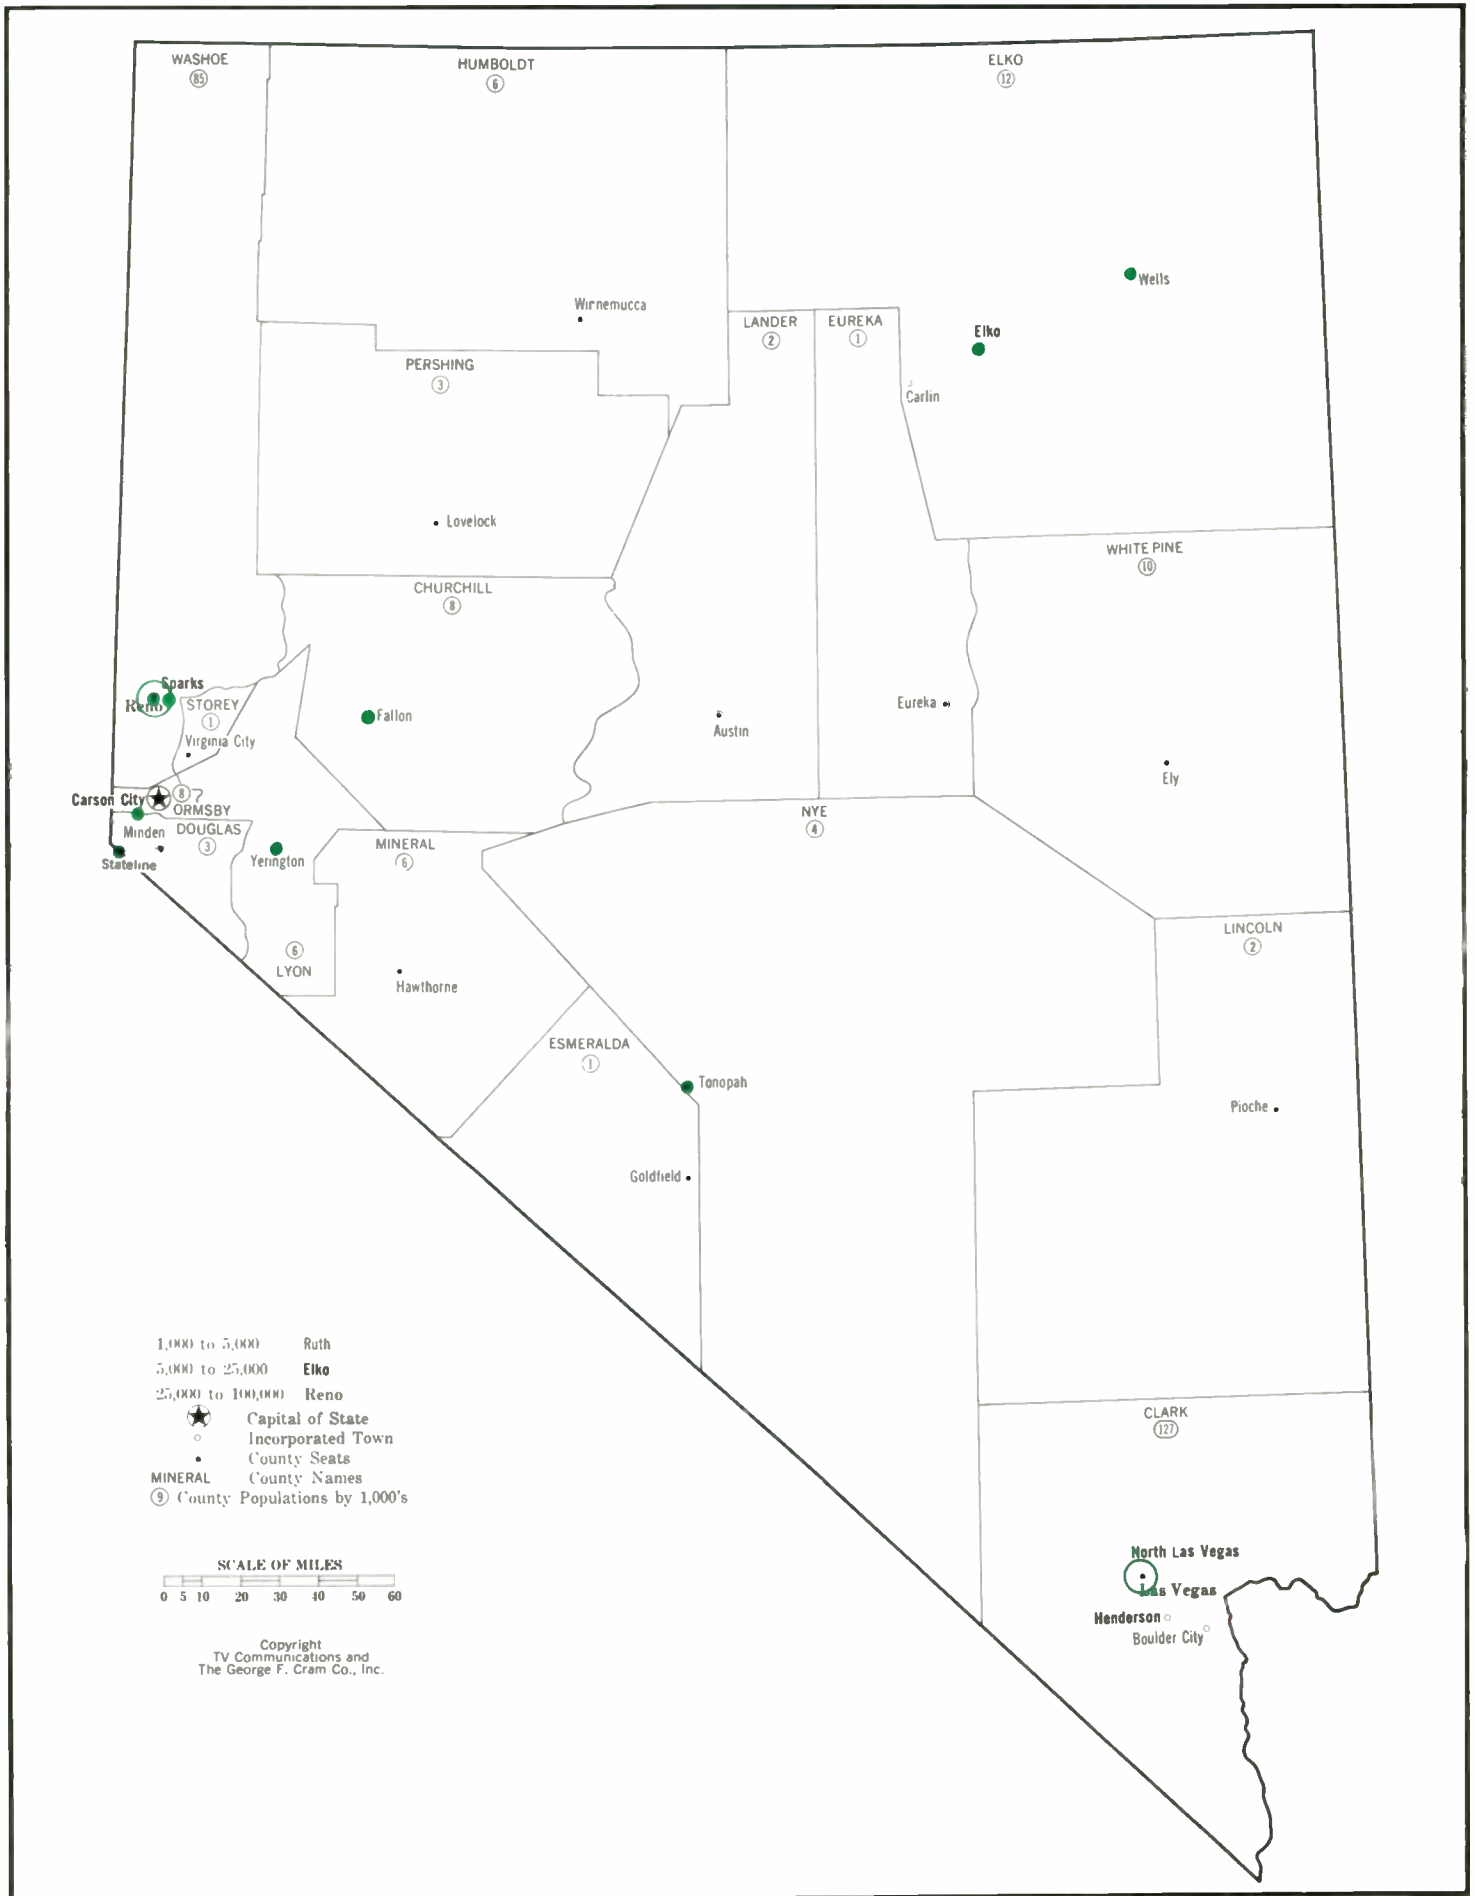 WASHOE
85
HUMBOLDT
6
ELKO
12
Wells
Winnemucca
LANDER
2
EUREKA
1
Elko
PERSHING
3
Carlin
Lovelock
WHITE PINE
10
CHURCHILL
8
Sparks
Reno
STOREY
1
Fallon
Eureka
Austin
Virginia City
Ely
Carson City
8
ORMSBY
NYE
4
Minden
DOUGLAS
3
Yerington
MINERAL
6
Stateline
LINCOLN
2
6
LYON
Hawthorne
ESMERALDA
1
Tonopah
Pioche
Goldfield
1,000 to 5,000 Ruth
5,000 to 25,000 Elko
25,000 to 100,000 Reno
Capital of State
Incorporated Town
County Seats
MINERAL County Names
9 County Populations by 1,000's
CLARK
127
North Las Vegas
Las Vegas
Henderson
Boulder City
SCALE OF MILES
0 5 10 20 30 40 50 60
Copyright
TV Communications and
The George F. Cram Co., Inc.